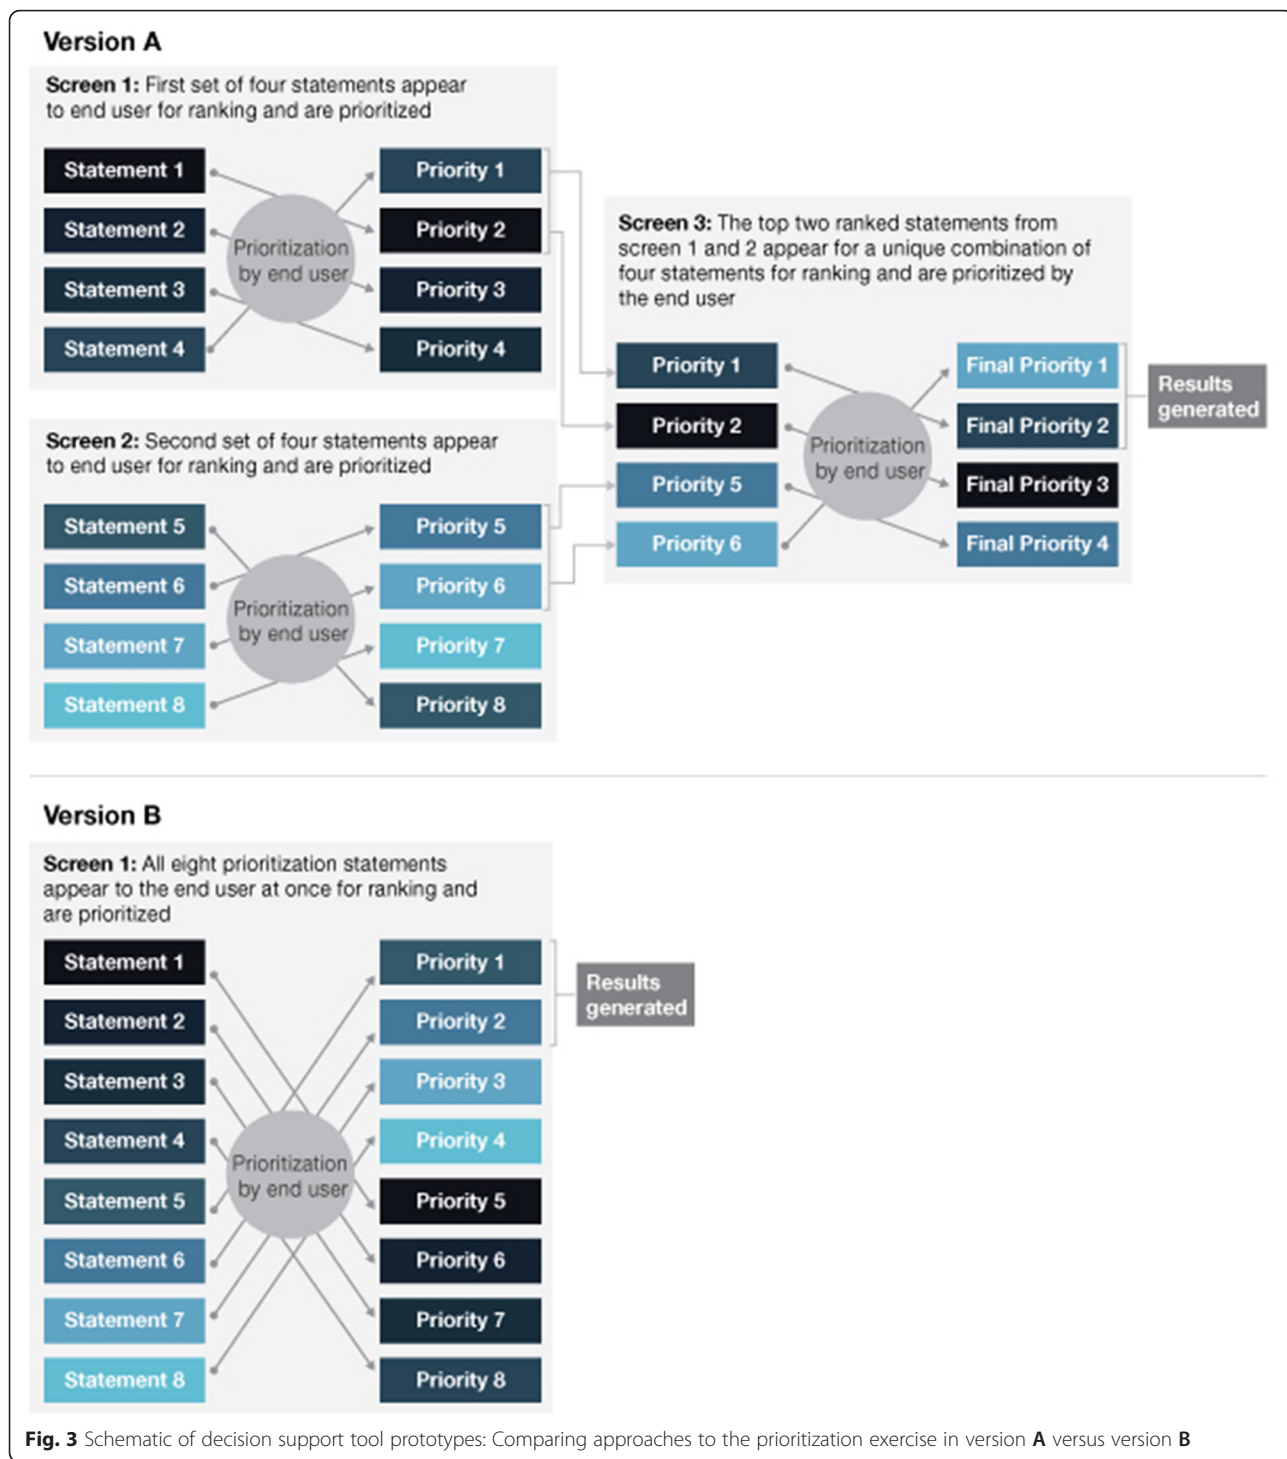 Version A
Screen 1: First set of four statements appear
to end user for ranking and are prioritized
Statement 1
Statement 2
Statement 3
Statement 4
Prioritization
by end user
Priority 1
Priority 2
Priority 3
Priority 4
Screen 2: Second set of four statements appear
to end user for ranking and are prioritized
Statement 5
Statement 6
Statement 7
Statement 8
Prioritization
by end user
Priority 5
Priority 6
Priority 7
Priority 8
Screen 3: The top two ranked statements from
screen 1 and 2 appear for a unique combination of
four statements for ranking and are prioritized by
the end user
Priority 1
Priority 2
Priority 5
Priority 6
Prioritization
by end user
Final Priority 1
Final Priority 2
Final Priority 3
Final Priority 4
Results
generated
Version B
Screen 1: All eight prioritization statements
appear to the end user at once for ranking and
are prioritized
Statement 1
Statement 2
Statement 3
Statement 4
Statement 5
Statement 6
Statement 7
Statement 8
Prioritization
by end user
Priority 1
Priority 2
Priority 3
Priority 4
Priority 5
Priority 6
Priority 7
Priority 8
Results
generated
Fig. 3 Schematic of decision support tool prototypes: Comparing approaches to the prioritization exercise in version A versus version B